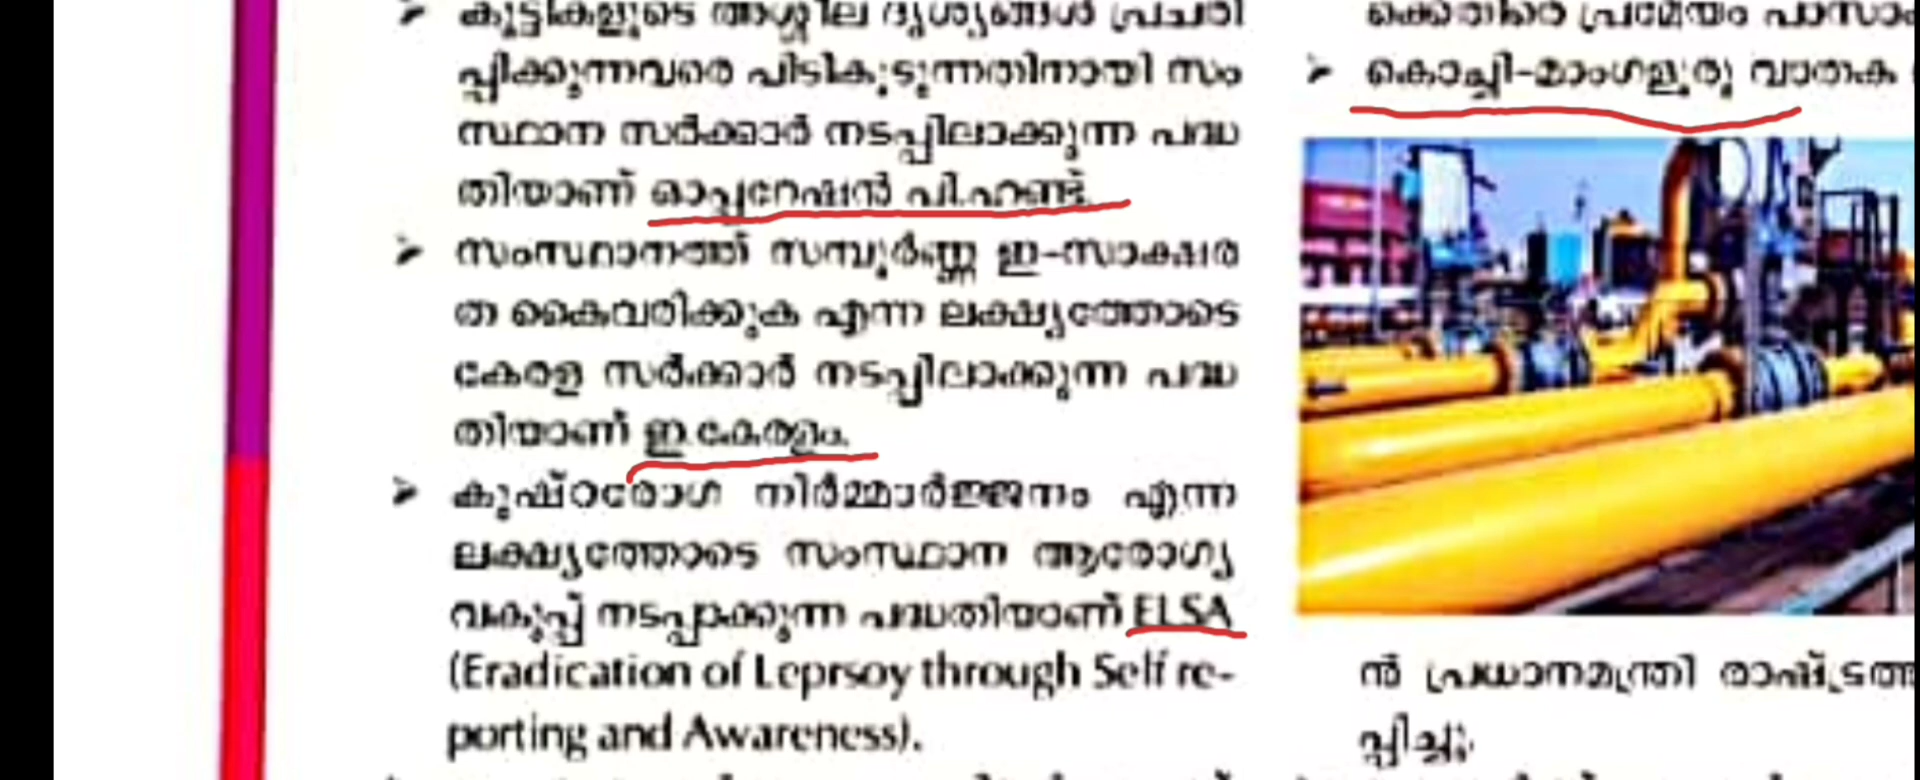 കുട്ടികളുടെ അശ്ലീല ദൃശ്യങ്ങൾ പ്രചരി
പ്പിക്കുന്നവരെ പിടികൂടുന്നതിനായി സം
സ്ഥാന സർക്കാർ നടപ്പിലാക്കുന്ന പദ്ധ
തിയാണ് ഓപ്പറേഷൻ പി.ഹണ്ട്.
സംസ്ഥാനത്ത് സമ്പൂർണ്ണ ഇ-സാക്ഷര
ത കൈവരിക്കുക എന്ന ലക്ഷ്യത്തോടെ
കേരള സർക്കാർ നടപ്പിലാക്കുന്ന പദ്ധ
തിയാണ് ഇ.കേരളം.
കുഷ്ഠരോഗ നിർമ്മാർജ്ജനം എന്ന
ലക്ഷ്യത്തോടെ സംസ്ഥാന ആരോഗ്യ
വകുപ്പ് നടപ്പാക്കുന്ന പദ്ധതിയാണ് ELSA
(Eradication of Leprsoy through Self re-
porting and Awareness).
ക്കെതിരെ പ്രമേയം
കൊച്ചി-മാംഗളൂരു വാതക
ൻ പ്രധാനമന്ത്രി
പ്പിച്ചു.